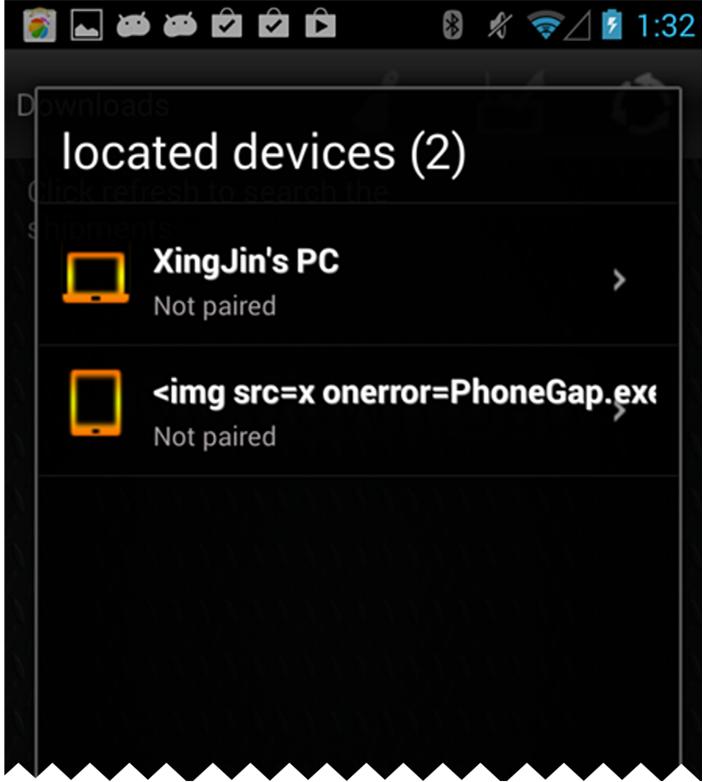 1:32
Downloads
located devices (2)
Click refresh to search the
shipments
XingJin's PC
Not paired
<img src=x onerror=PhoneGap.exe
Not paired